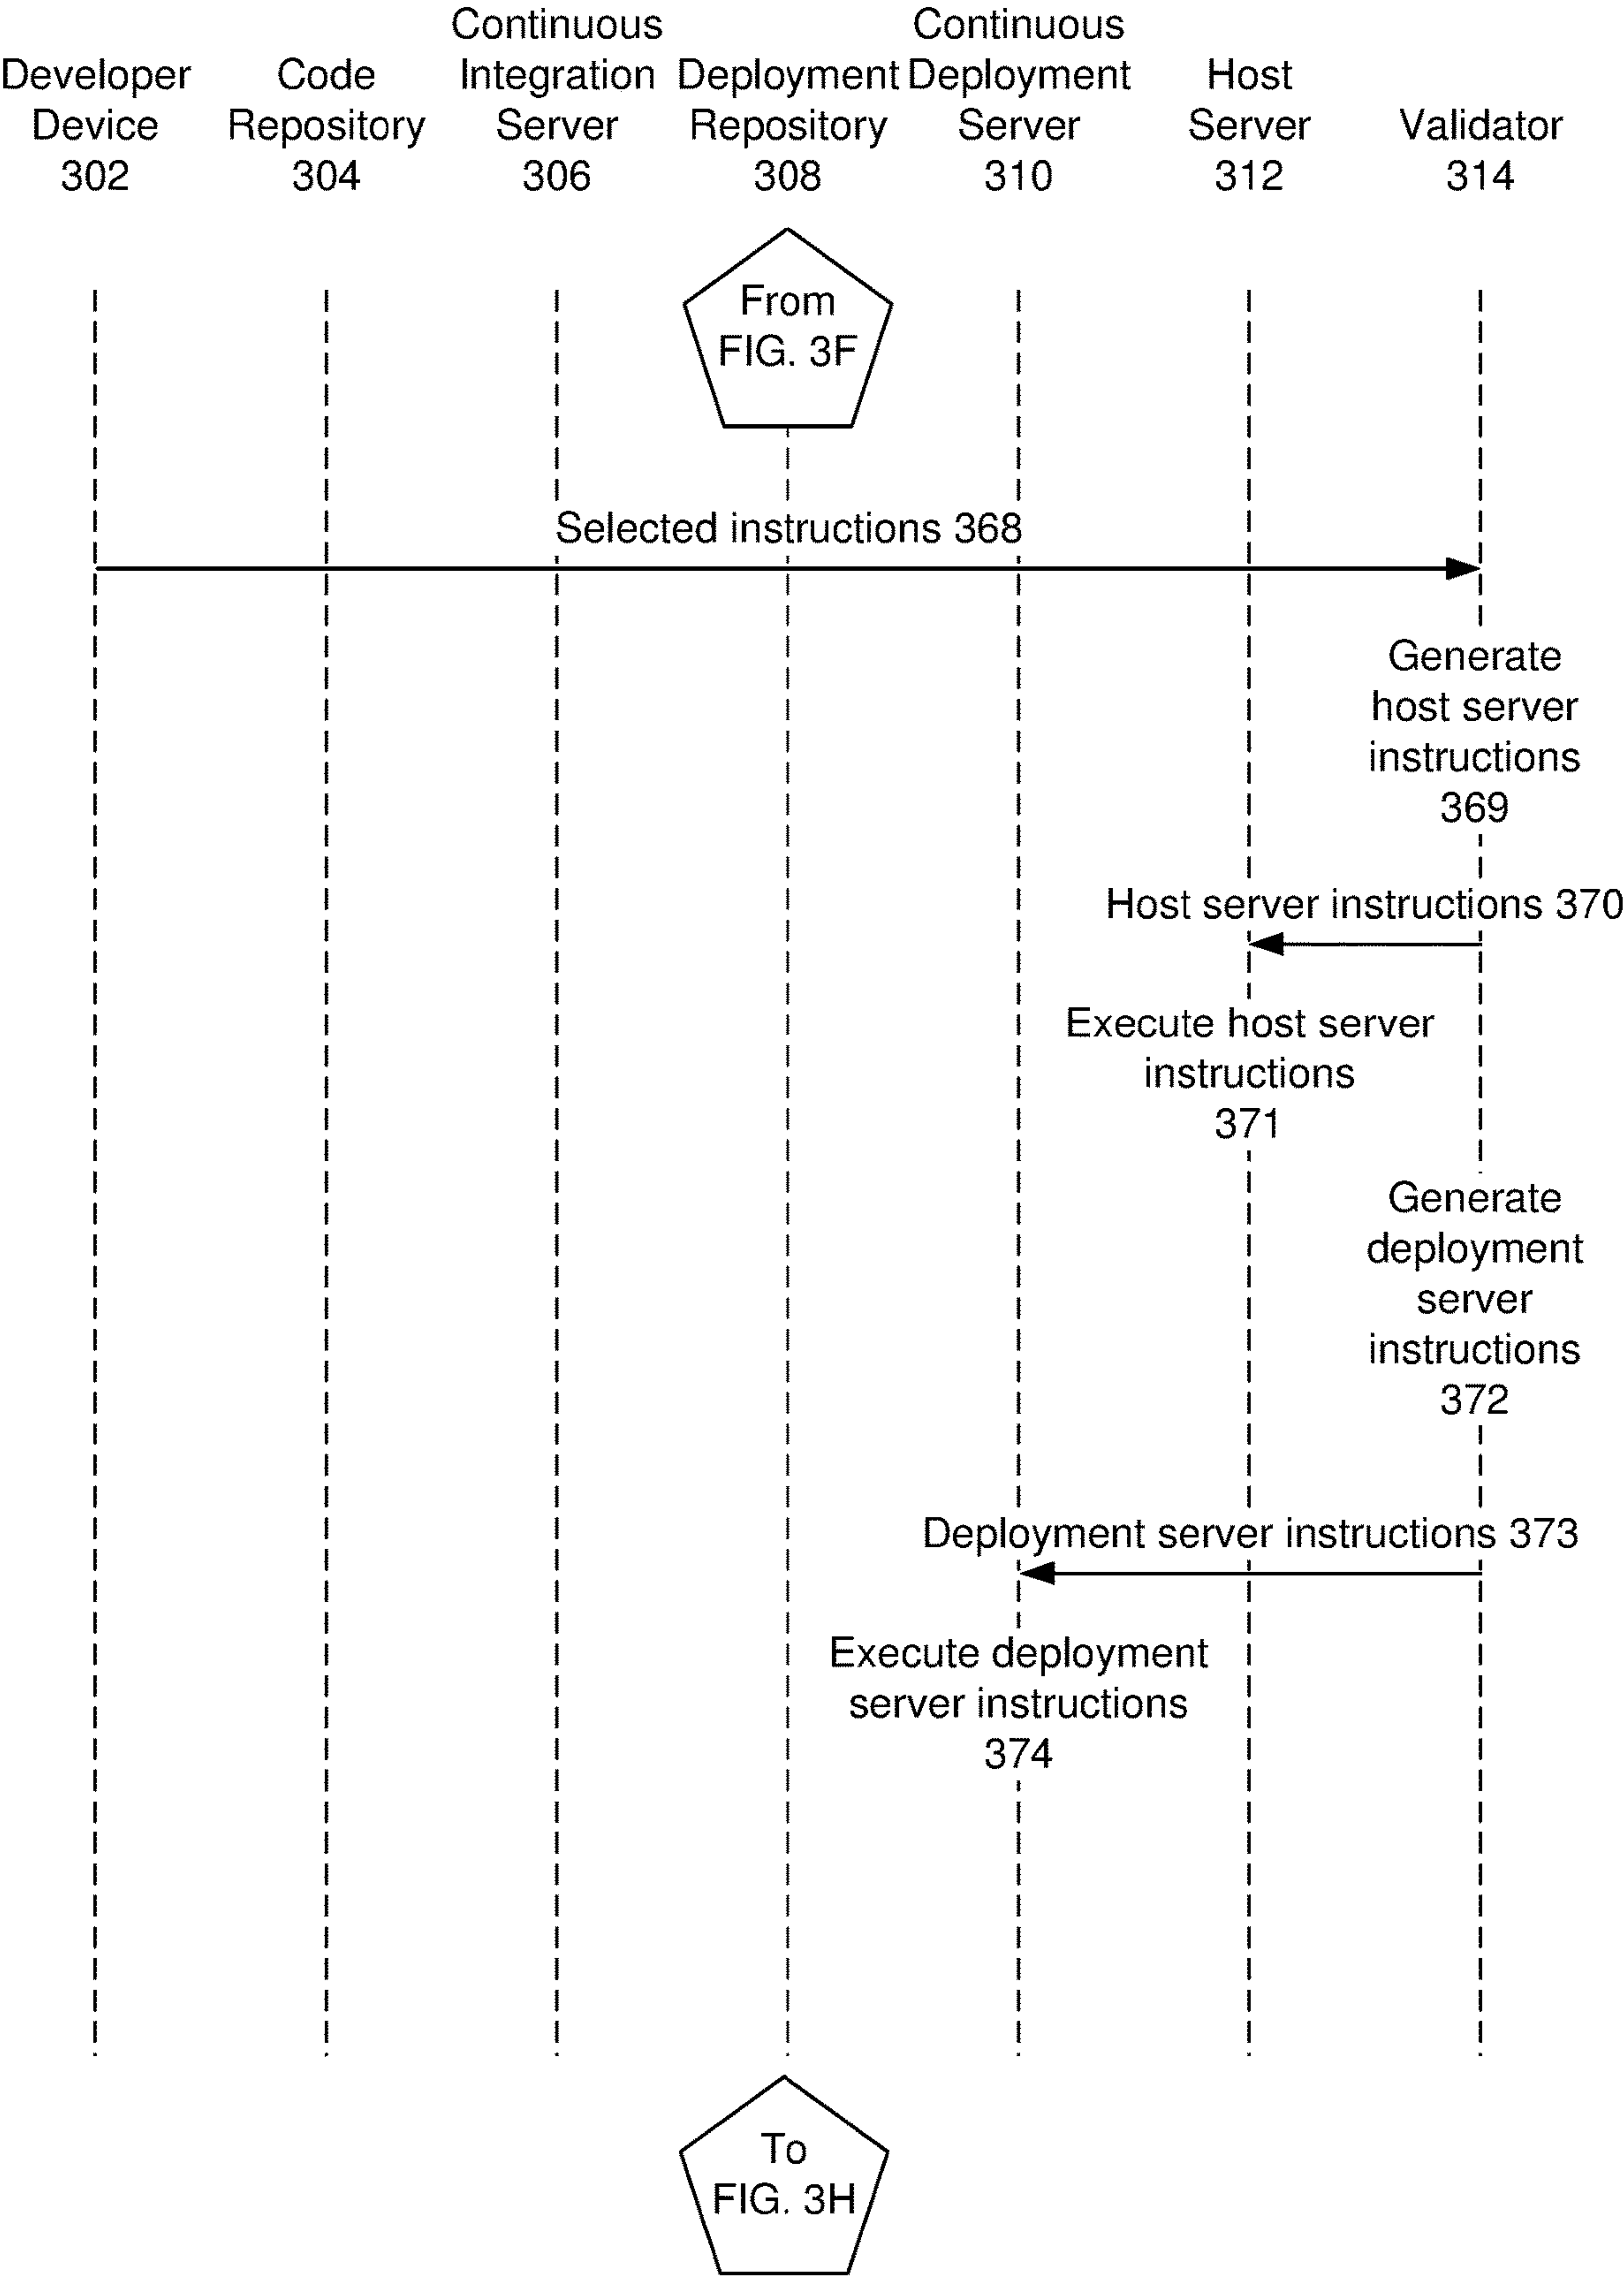 Developer
Device
302
Code
Repository
304
Continuous
Integration
Server
306
Deployment
Repository
308
Continuous
Deployment
Server
310
Host
Server
312
Validator
314
From
FIG. 3F
Selected instructions 368
Generate
host server
instructions
369
Host server instructions 370
Execute host server
instructions
371
Generate
deployment
server
instructions
372
Deployment server instructions 373
Execute deployment
server instructions
374
To
FIG. 3H